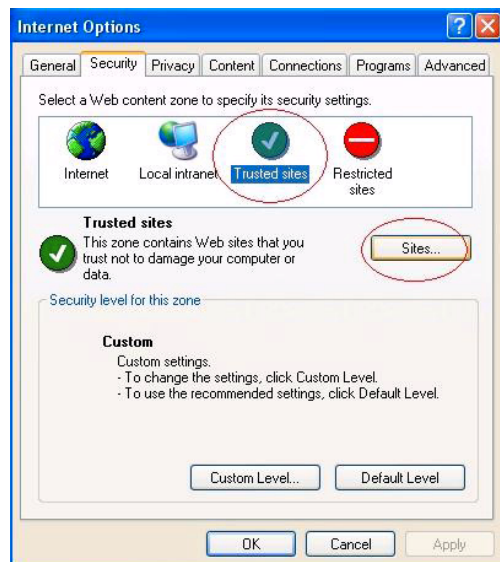 Internet Options
General Security Privacy Content Connections Programs Advanced
Select a Web content zone to specify its security settings.
Internet Local intranet Trusted sites Restricted
sites
Trusted sites
This zone contains Web sites that you
trust not to damage your computer or
data.
Sites...
Security level for this zone
Custom
Custom settings.
- To change the settings, click Custom Level.
- To use the recommended settings, click Default Level.
Custom Level... Default Level
OK Cancel Apply